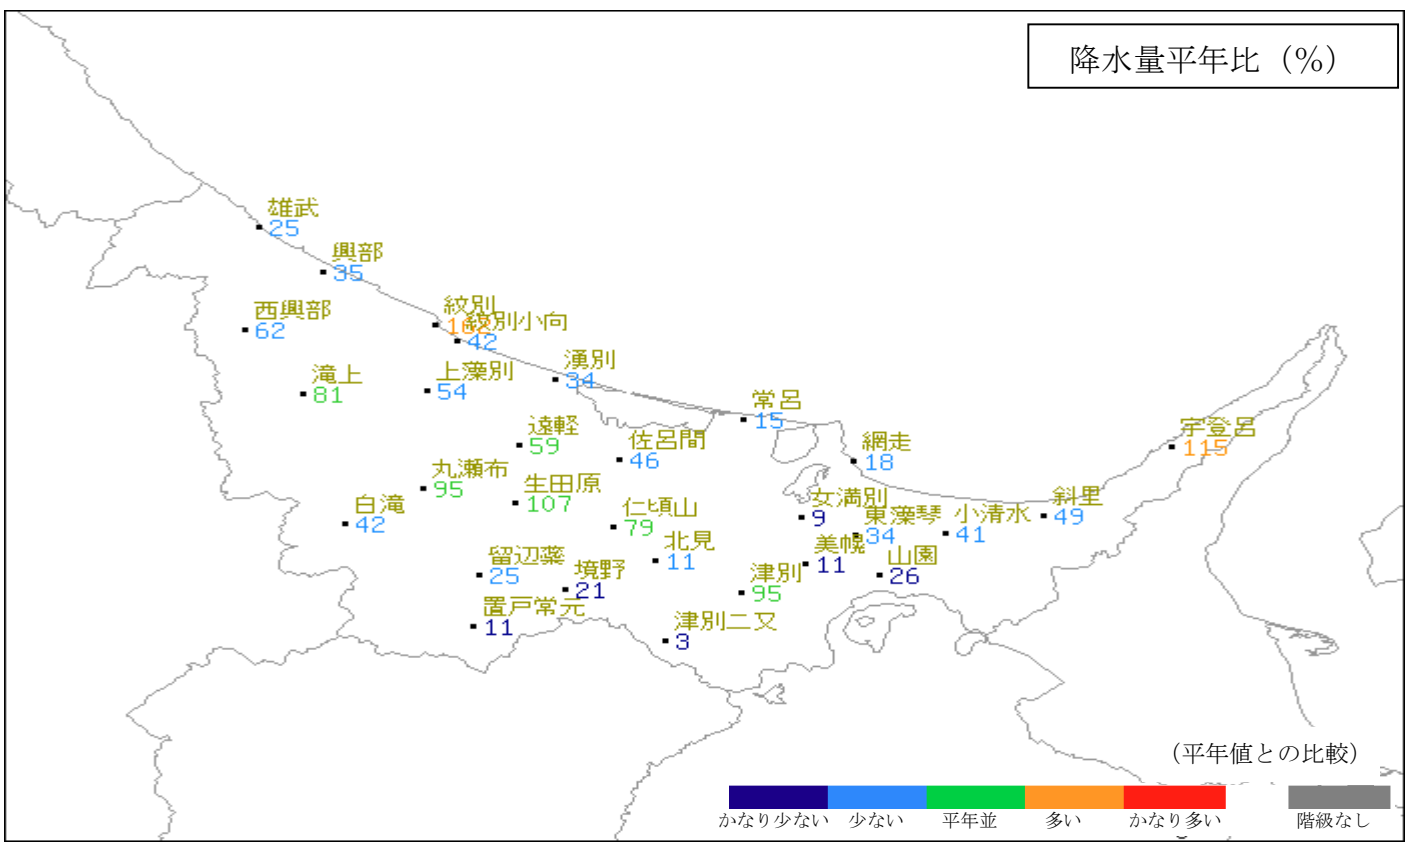 降水量平年比（%）
雄武
25
興部
35
西興部
62
紋別
紋別小向
42
湧別
34
滝上
81
上藻別
54
常呂
15
遠軽
59
佐呂間
46
網走
18
宇登呂
115
丸瀬布
95
生田原
107
女満別
9
白滝
42
仁頃山
79
東藻琴
34
小清水
41
斜里
49
北見
11
美幌
11
山園
26
留辺蘂
25
境野
21
津別
95
置戸常元
11
津別二又
3
（平年値との比較）
かなり少ない 少ない 平年並 多い かなり多い 階級なし